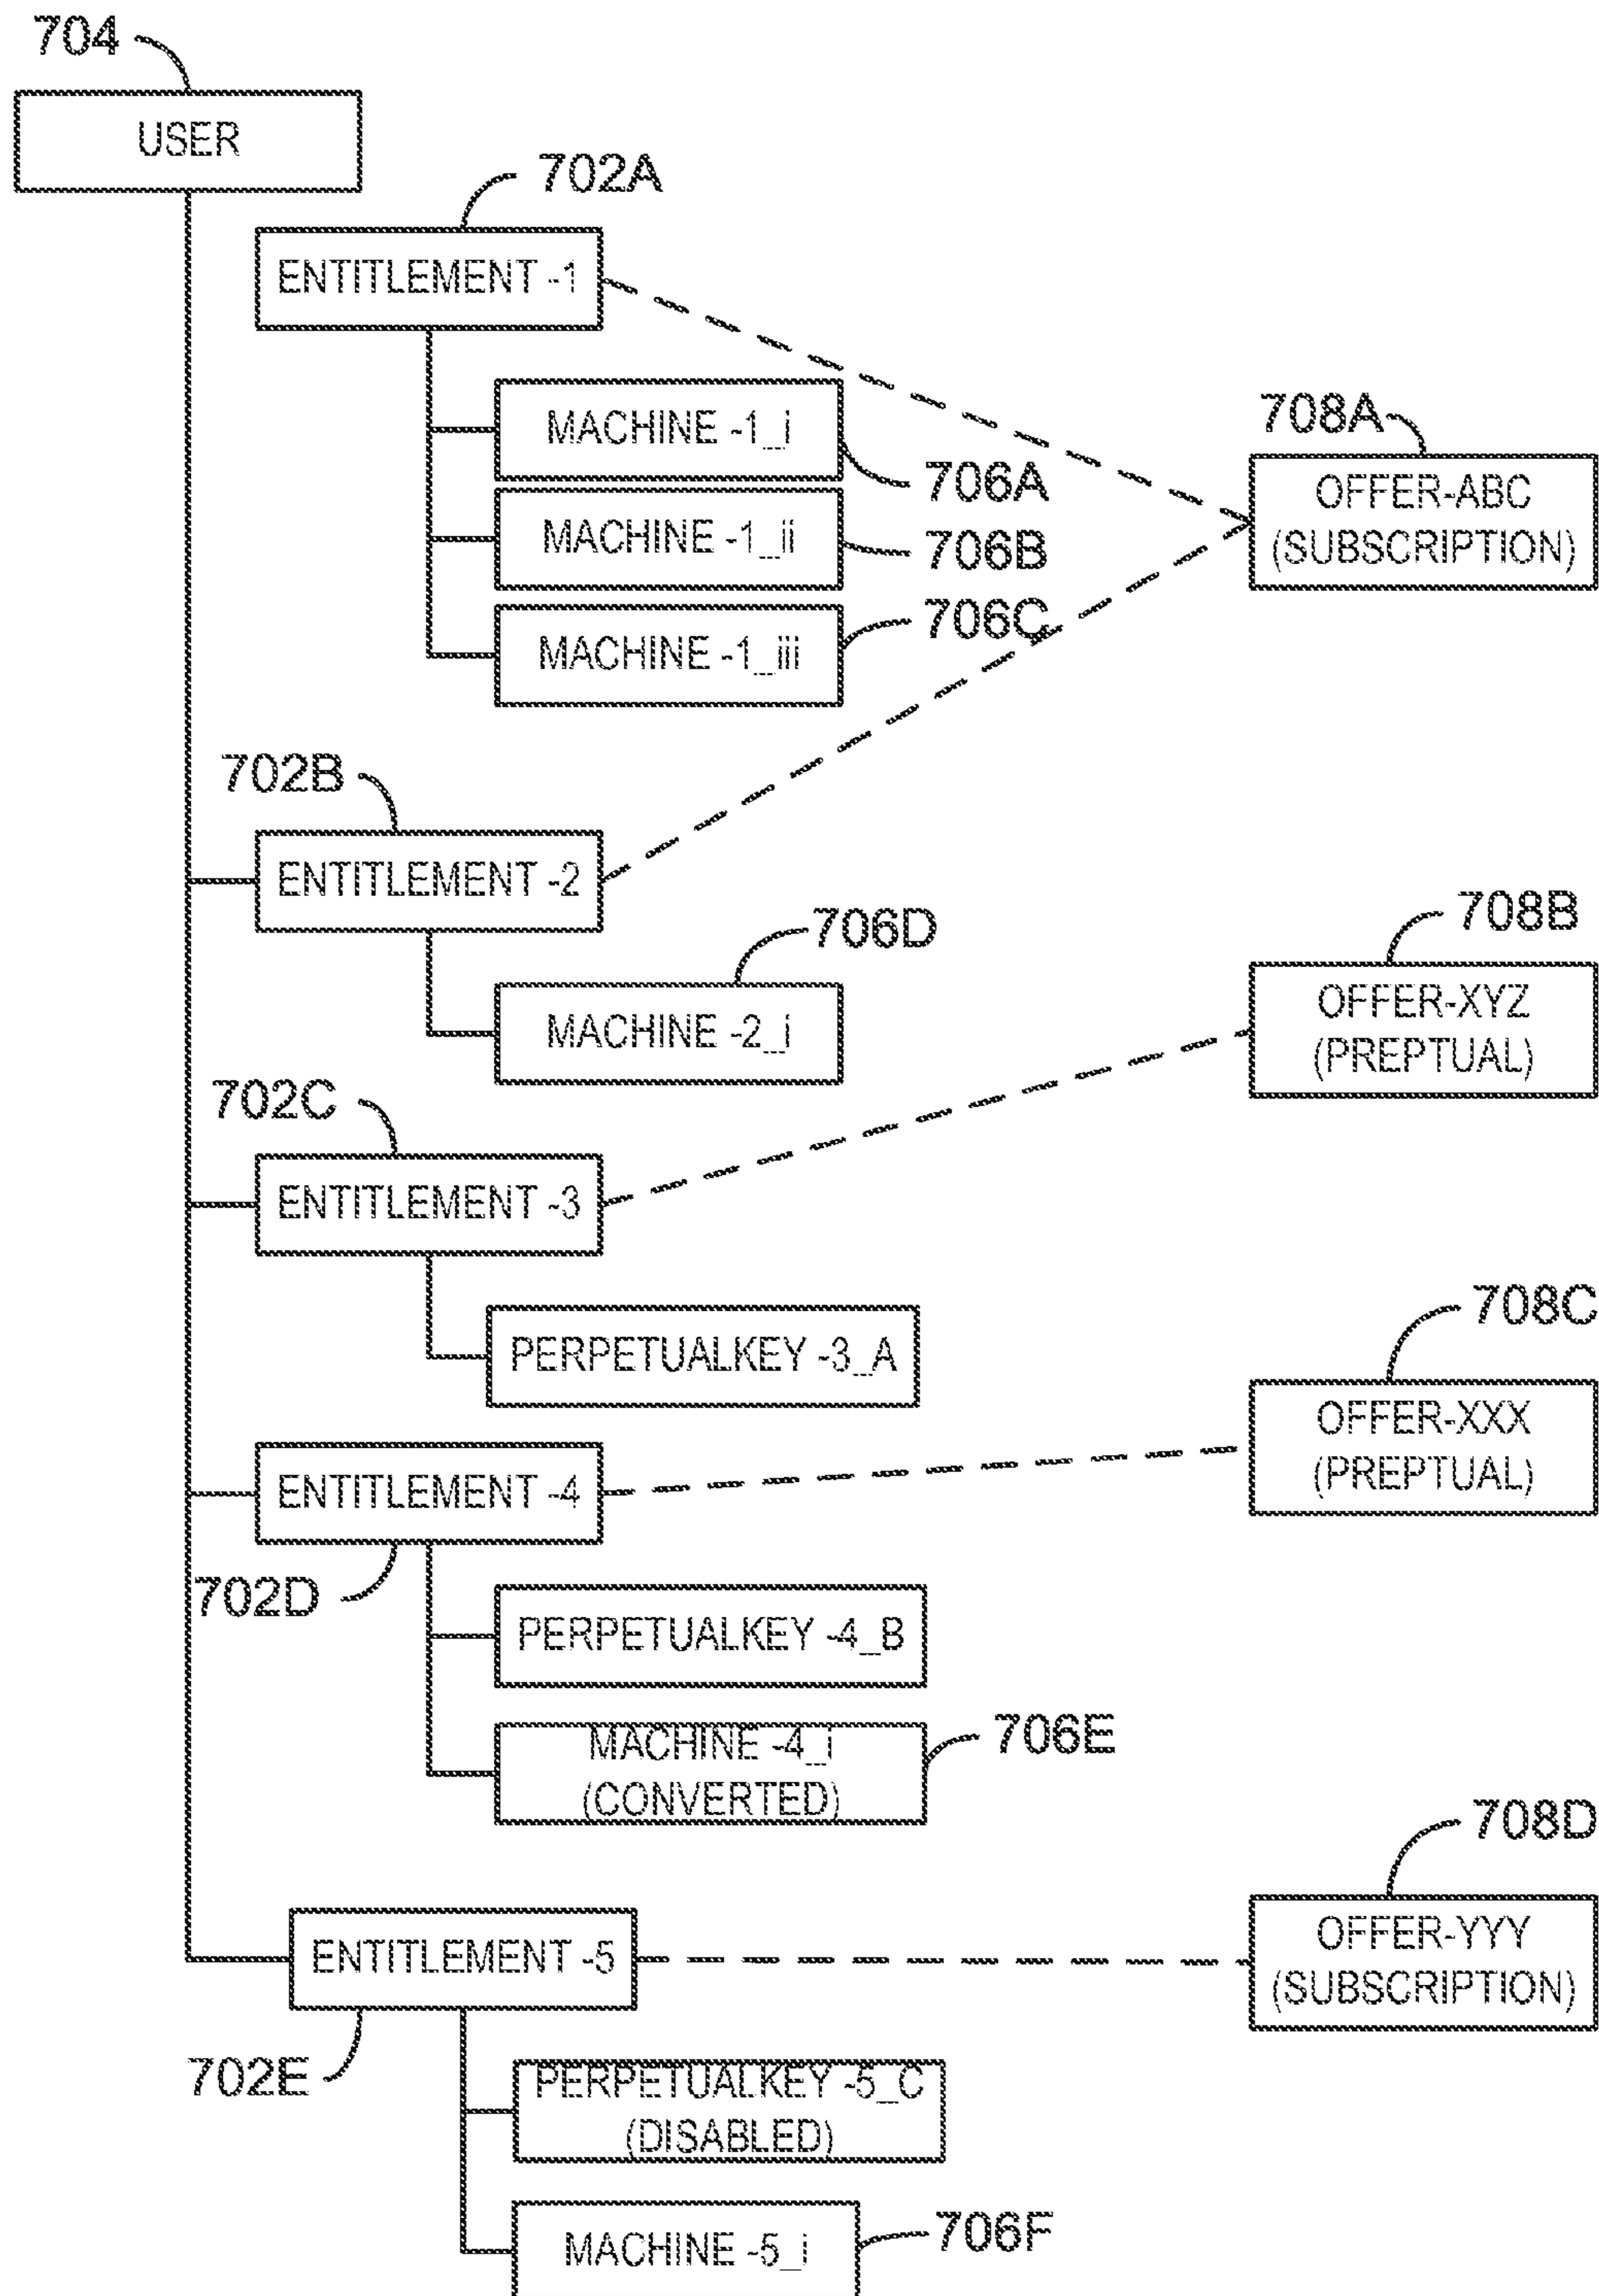 704
USER
702A
ENTITLEMENT -1
MACHINE -1_i
706A
MACHINE -1_ii
706B
MACHINE -1_iii
706C
708A
OFFER-ABC
(SUBSCRIPTION)
702B
ENTITLEMENT -2
706D
MACHINE -2_i
708B
OFFER-XYZ
(PREPTUAL)
702C
ENTITLEMENT -3
PERPETUALKEY -3_A
708C
OFFER-XXX
(PREPTUAL)
ENTITLEMENT -4
702D
PERPETUALKEY -4_B
MACHINE -4_i
(CONVERTED)
706E
708D
OFFER-YYY
(SUBSCRIPTION)
ENTITLEMENT -5
702E
PERPETUALKEY -5_C
(DISABLED)
MACHINE -5_i
706F